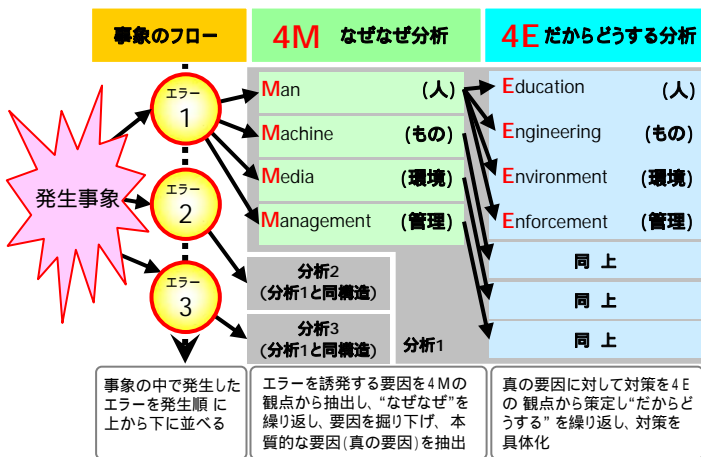 事象のフロー
4M なぜなぜ分析
4E だからどうする分析
発生事象
エラー
1
エラー
2
エラー
3
Man (人)
Machine (もの)
Media (環境)
Management (管理)
Education (人)
Engineering (もの)
Environment (環境)
Enforcement (管理)
同 上
同 上
同 上
分析2
(分析1と同構造)
分析3
(分析1と同構造)
分析1
事象の中で発生した
エラーを発生順 に
上から下に並べる
エラーを誘発する要因を4Mの
観点から抽出し、“なぜなぜ”を
繰り返し、要因を掘り下げ、本
質的な要因(真の要因)を抽出
真の要因に対して対策を4E
の 観点から策定し“だからど
うする” を繰り返し、対策を
具体化